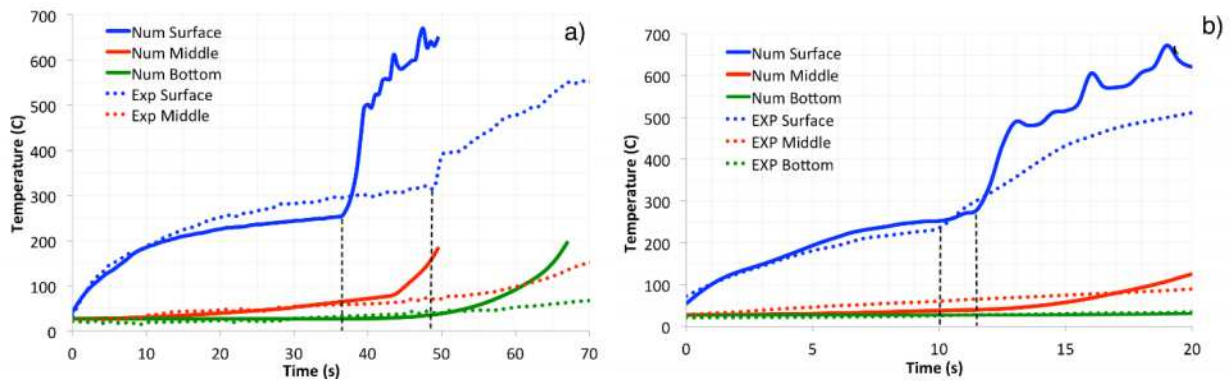 a)
Num Surface
Num Middle
Num Bottom
Exp Surface
Exp Middle
700
600
500
400
300
200
100
0
Temperature (C)
0 10 20 30 40 50 60 70
Time (s)
b)
Num Surface
Num Middle
Num Bottom
EXP Surface
EXP Middle
EXP Bottom
700
600
500
400
300
200
100
0
Temperature (C)
0 5 10 15 20
Time (s)